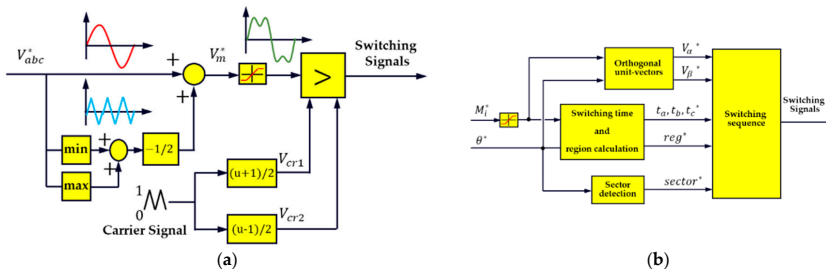 V*abc
+
+
V*m
>
Switching
Signals
min
max
+
+
−1/2
1
0
Carrier Signal
(u+1)/2
(u-1)/2
Vcr1
Vcr2
(a)
M*i
θ*
Orthogonal
unit-vectors
Vα*
Vβ*
Switching time
and
region calculation
ta, tb, tc*
reg*
Sector
detection
sector*
Switching
sequence
Switching
Signals
(b)